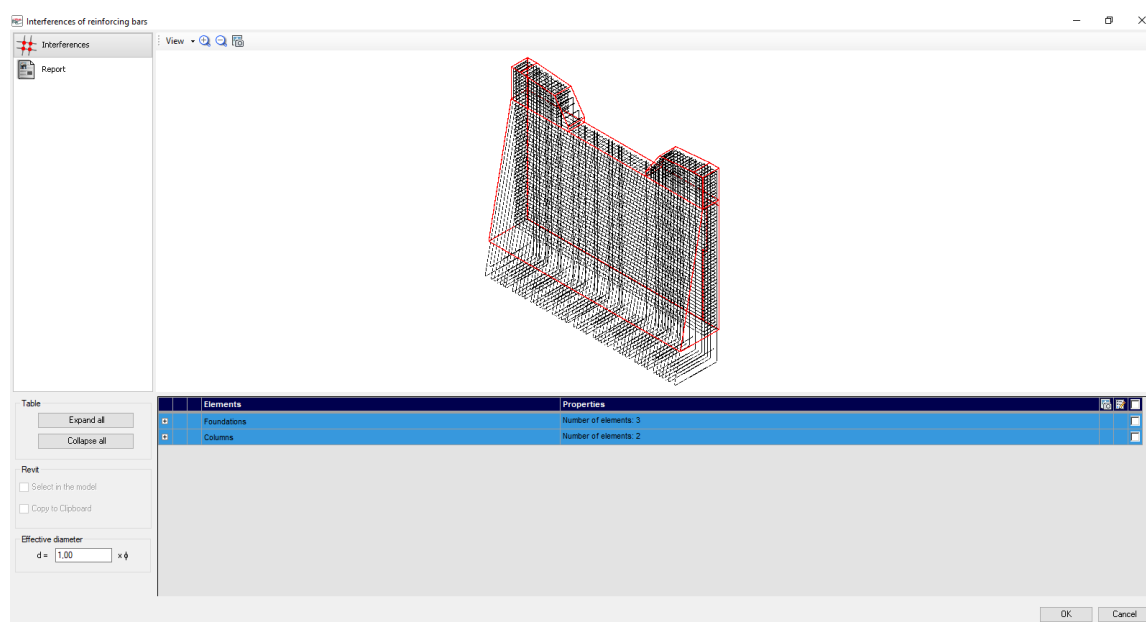 Interferences of reinforcing bars
Interferences
Report
View
Table
Expand all
Collapse all
Revit
Select in the model
Copy to Clipboard
Effective diameter
d = 1,00 x ϕ
Elements Properties
Foundations Number of elements: 3
Columns Number of elements: 2
OK Cancel